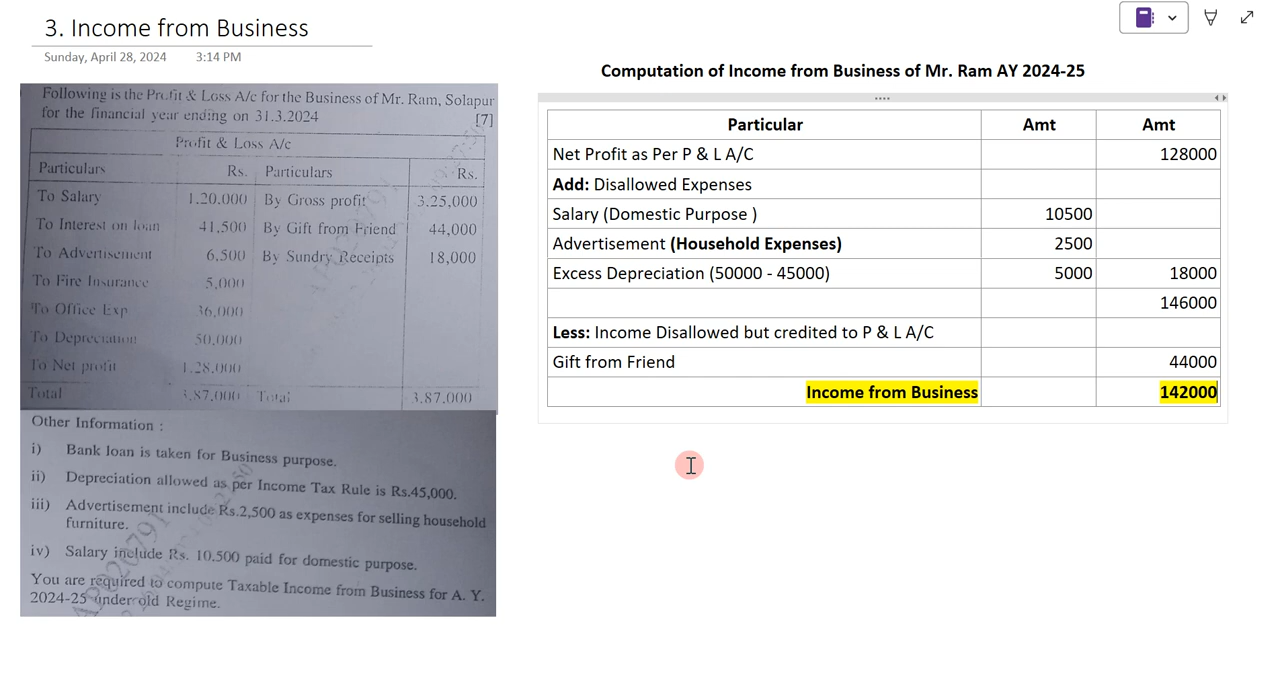 3. Income from Business
Sunday, April 28, 2024 3:14 PM
Following is the Profit & Loss A/c for the Business of Mr. Ram, Solapur
for the financial year ending on 31.3.2024 [7]
Profit & Loss A/c
Particulars Rs. Particulars Rs.
To Salary 1.20.000 By Gross profit 3.25,000
To Interest on loan 41.500 By Gift from Friend 44,000
To Advertisement 6.500 By Sundry Receipts 18,000
To Fire Insurance 5,000
To Office Exp 36,000
To Depreciation 50,000
To Net profit 1.28,000
Total 3.87,000 Total 3.87,000
Other Information :
i) Bank loan is taken for Business purpose.
ii) Depreciation allowed as per Income Tax Rule is Rs.45,000.
iii) Advertisement include Rs.2,500 as expenses for selling household
furniture.
iv) Salary include Rs. 10.500 paid for domestic purpose.
You are required to compute Taxable Income from Business for A. Y.
2024-25 under old Regime.
Computation of Income from Business of Mr. Ram AY 2024-25
Particular Amt Amt
Net Profit as Per P & L A/C 128000
Add: Disallowed Expenses
Salary (Domestic Purpose ) 10500
Advertisement (Household Expenses) 2500
Excess Depreciation (50000 - 45000) 5000 18000
146000
Less: Income Disallowed but credited to P & L A/C
Gift from Friend 44000
Income from Business 142000